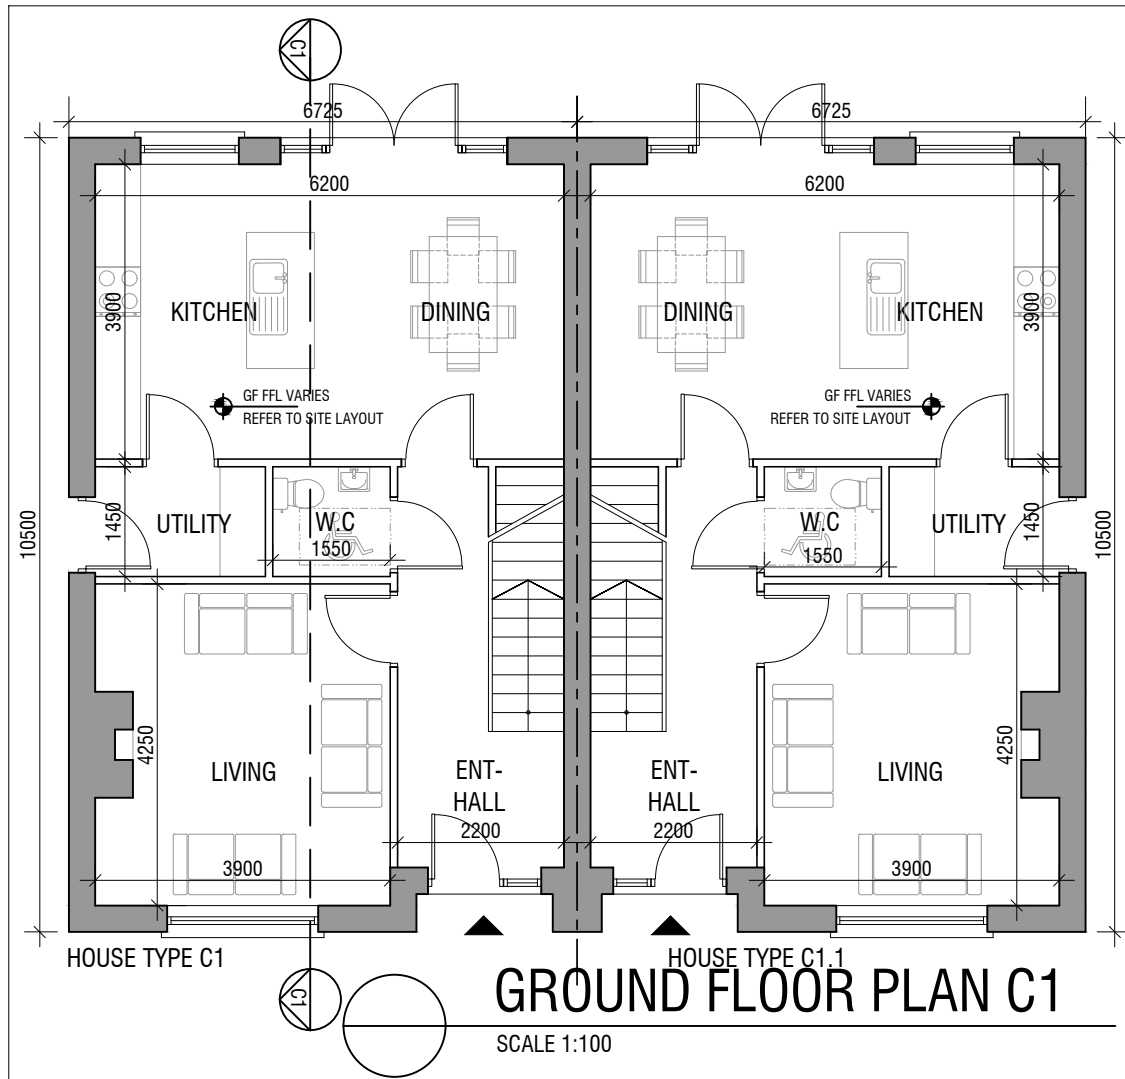 C1
6725
6725
6200
6200
KITCHEN
DINING
DINING
KITCHEN
3900
3900
GF FFL VARIES
REFER TO SITE LAYOUT
GF FFL VARIES
REFER TO SITE LAYOUT
10500
1450
UTILITY
W.C
1550
W.C
1550
UTILITY
1450
10500
4250
LIVING
ENT-
HALL
ENT-
HALL
LIVING
4250
2200
2200
3900
3900
HOUSE TYPE C1
HOUSE TYPE C1.1
C1
GROUND FLOOR PLAN C1
SCALE 1:100